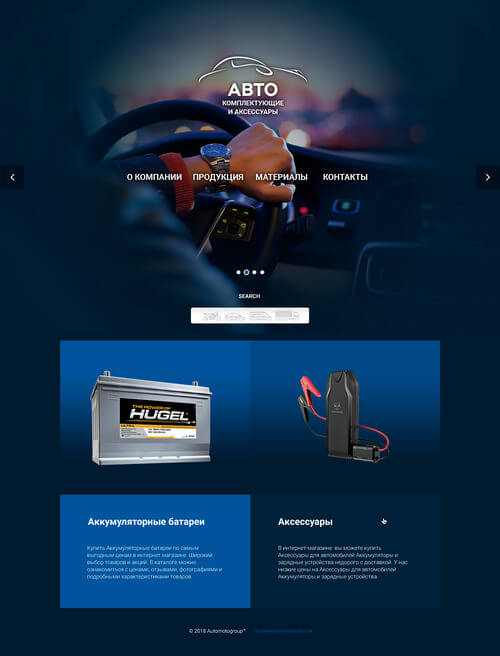 АВТО
КОМПЛЕКТУЮЩИЕ
И АКСЕССУАРЫ
О КОМПАНИИ ПРОДУКЦИЯ МАТЕРИАЛЫ КОНТАКТЫ
SEARCH
THE POWER OF
HUGEL
ULTRA
Аккумуляторные батареи
Купить Аккумуляторные батареи по самым
выгодным ценам в интернет магазине. Широкий
выбор товаров и акций. В каталоге можно
ознакомиться с ценами, отзывами, фотографиями и
подробными характеристиками товаров.
Аксессуары
В интернет-магазине вы можете купить
Аксессуары для автомобилей Аккумуляторы и
зарядные устройства недорого с доставкой. У нас
низкие цены на Аксессуары для автомобилей
Аккумуляторы и зарядные устройства.
© 2018 Automotogroup™